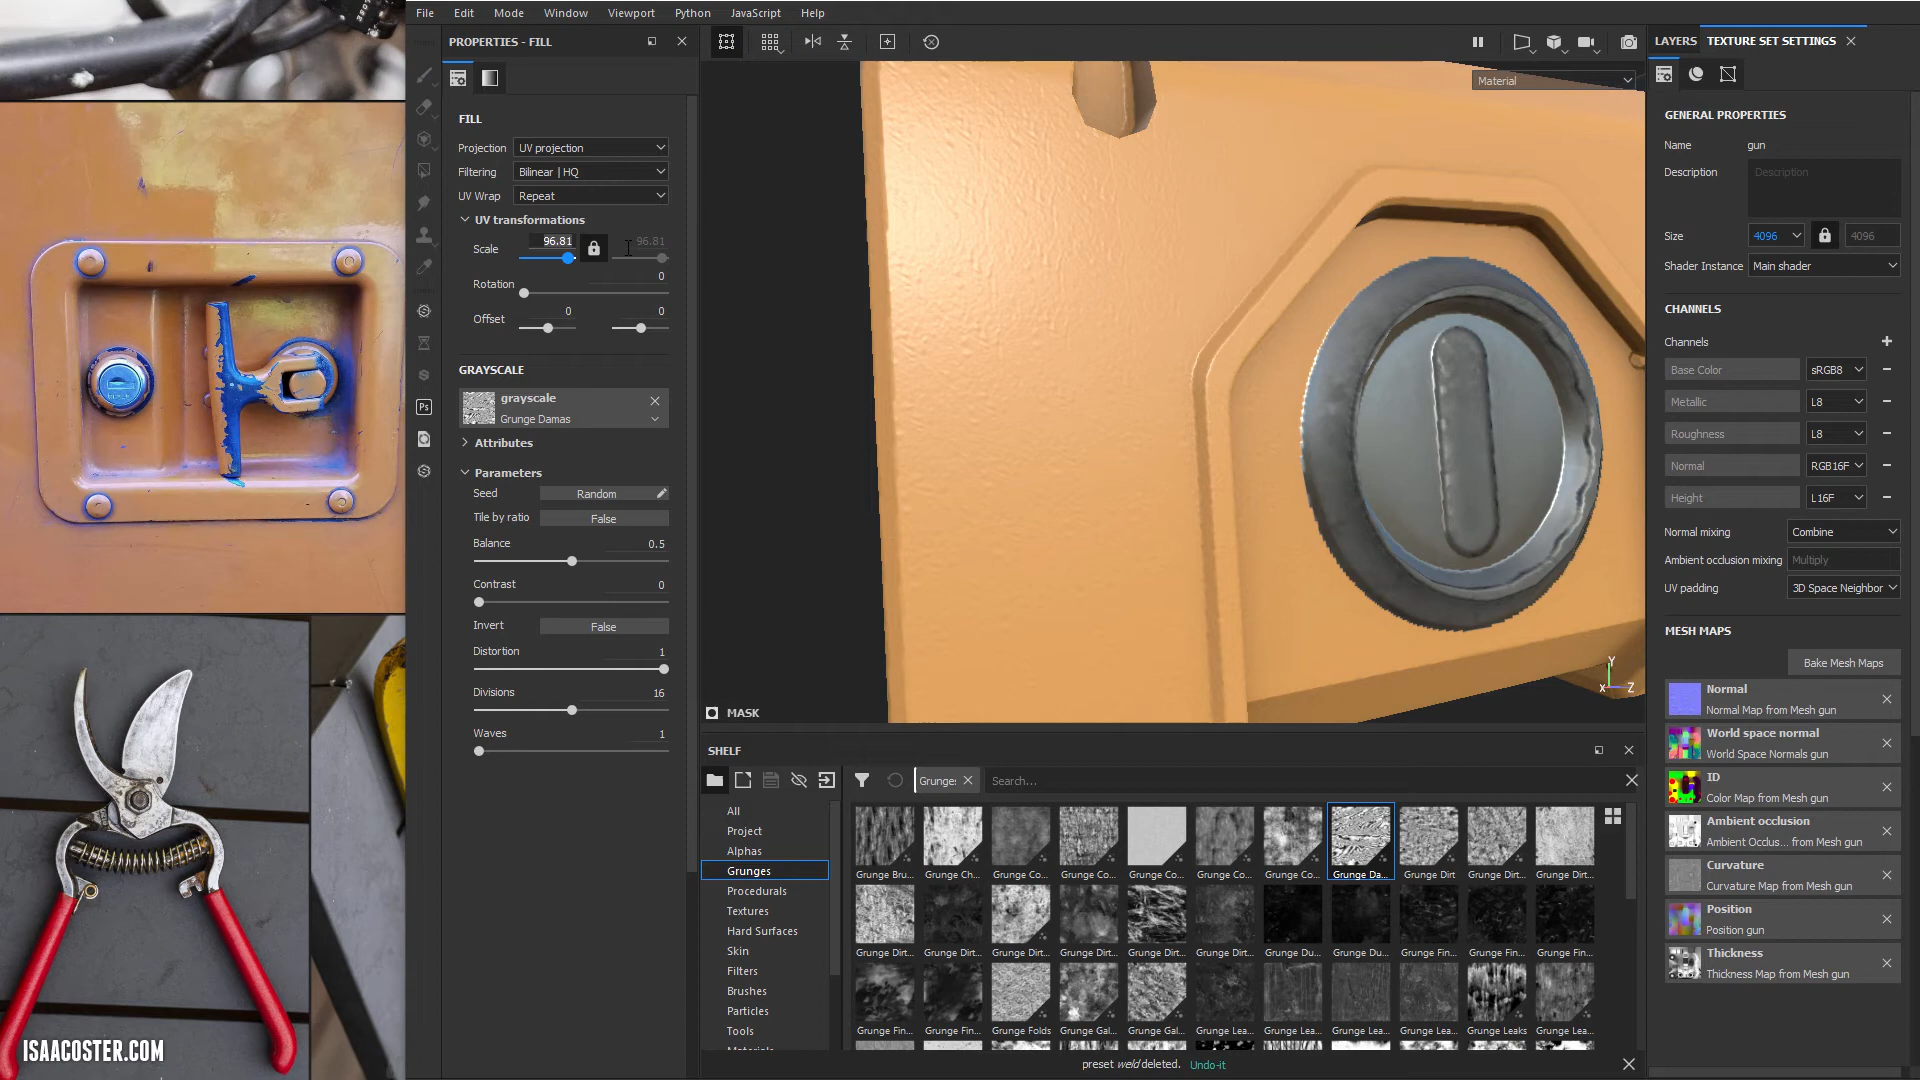 File Edit Mode Window Viewport Python JavaScript Help
PROPERTIES - FILL
FILL
Projection UV projection
Filtering Bilinear | HQ
UV Wrap Repeat
UV transformations
Scale 96.81 96.81
Rotation 0
Offset 0 0
GRAYSCALE
grayscale
Grunge Damas
Attributes
Parameters
Seed Random
Tile by ratio False
Balance 0.5
Contrast 0
Invert False
Distortion 1
Divisions 16
Waves 1
Ps
Material
Y
X Z
MASK
SHELF
Grunges Search...
All
Project
Alphas
Grunges
Procedurals
Textures
Hard Surfaces
Skin
Filters
Brushes
Particles
Tools
Grunge Bru... Grunge Ch... Grunge Co... Grunge Co... Grunge Co... Grunge Co... Grunge Co... Grunge Da... Grunge Dirt Grunge Dirt... Grunge Dirt...
Grunge Dirt... Grunge Dirt... Grunge Dirt... Grunge Dirt... Grunge Dirt... Grunge Dirt... Grunge Du... Grunge Du... Grunge Fin... Grunge Fin... Grunge Fin...
Grunge Fin... Grunge Fin... Grunge Folds Grunge Gal... Grunge Gal... Grunge Lea... Grunge Lea... Grunge Lea... Grunge Lea... Grunge Leaks Grunge Lea...
preset weld deleted. Undo-it
LAYERS TEXTURE SET SETTINGS
GENERAL PROPERTIES
Name gun
Description Description
Size 4096 4096
Shader Instance Main shader
CHANNELS
Channels
Base Color sRGB8
Metallic L8
Roughness L8
Normal RGB16F
Height L16F
Normal mixing Combine
Ambient occlusion mixing Multiply
UV padding 3D Space Neighbor
MESH MAPS
Bake Mesh Maps
Normal
Normal Map from Mesh gun
World space normal
World Space Normals gun
ID
Color Map from Mesh gun
Ambient occlusion
Ambient Occlus... from Mesh gun
Curvature
Curvature Map from Mesh gun
Position
Position gun
Thickness
Thickness Map from Mesh gun
ISAACOSTER.COM